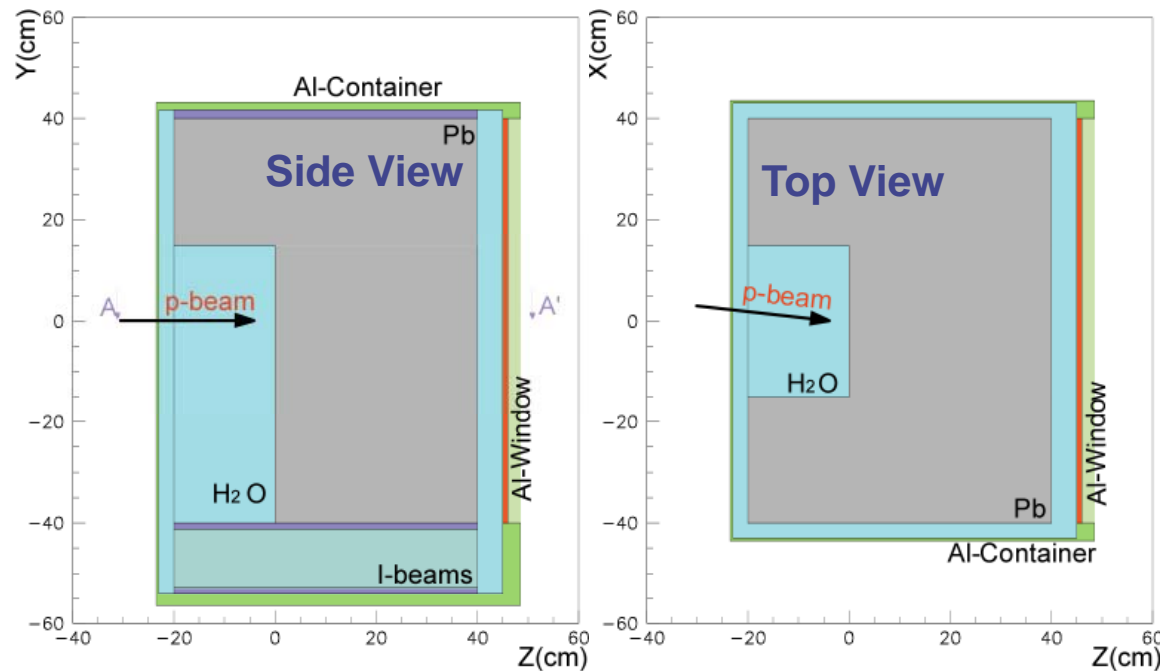 Y(cm)
60
40
20
0
−20
−40
−60
−40
−20
0
20
40
60
Z(cm)
Al-Container
Pb
Side View
A
p-beam
A'
H2 O
Al-Window
I-beams
X(cm)
60
40
20
0
−20
−40
−60
−40
−20
0
20
40
60
Z(cm)
Top View
p-beam
H2O
Al-Window
Pb
Al-Container